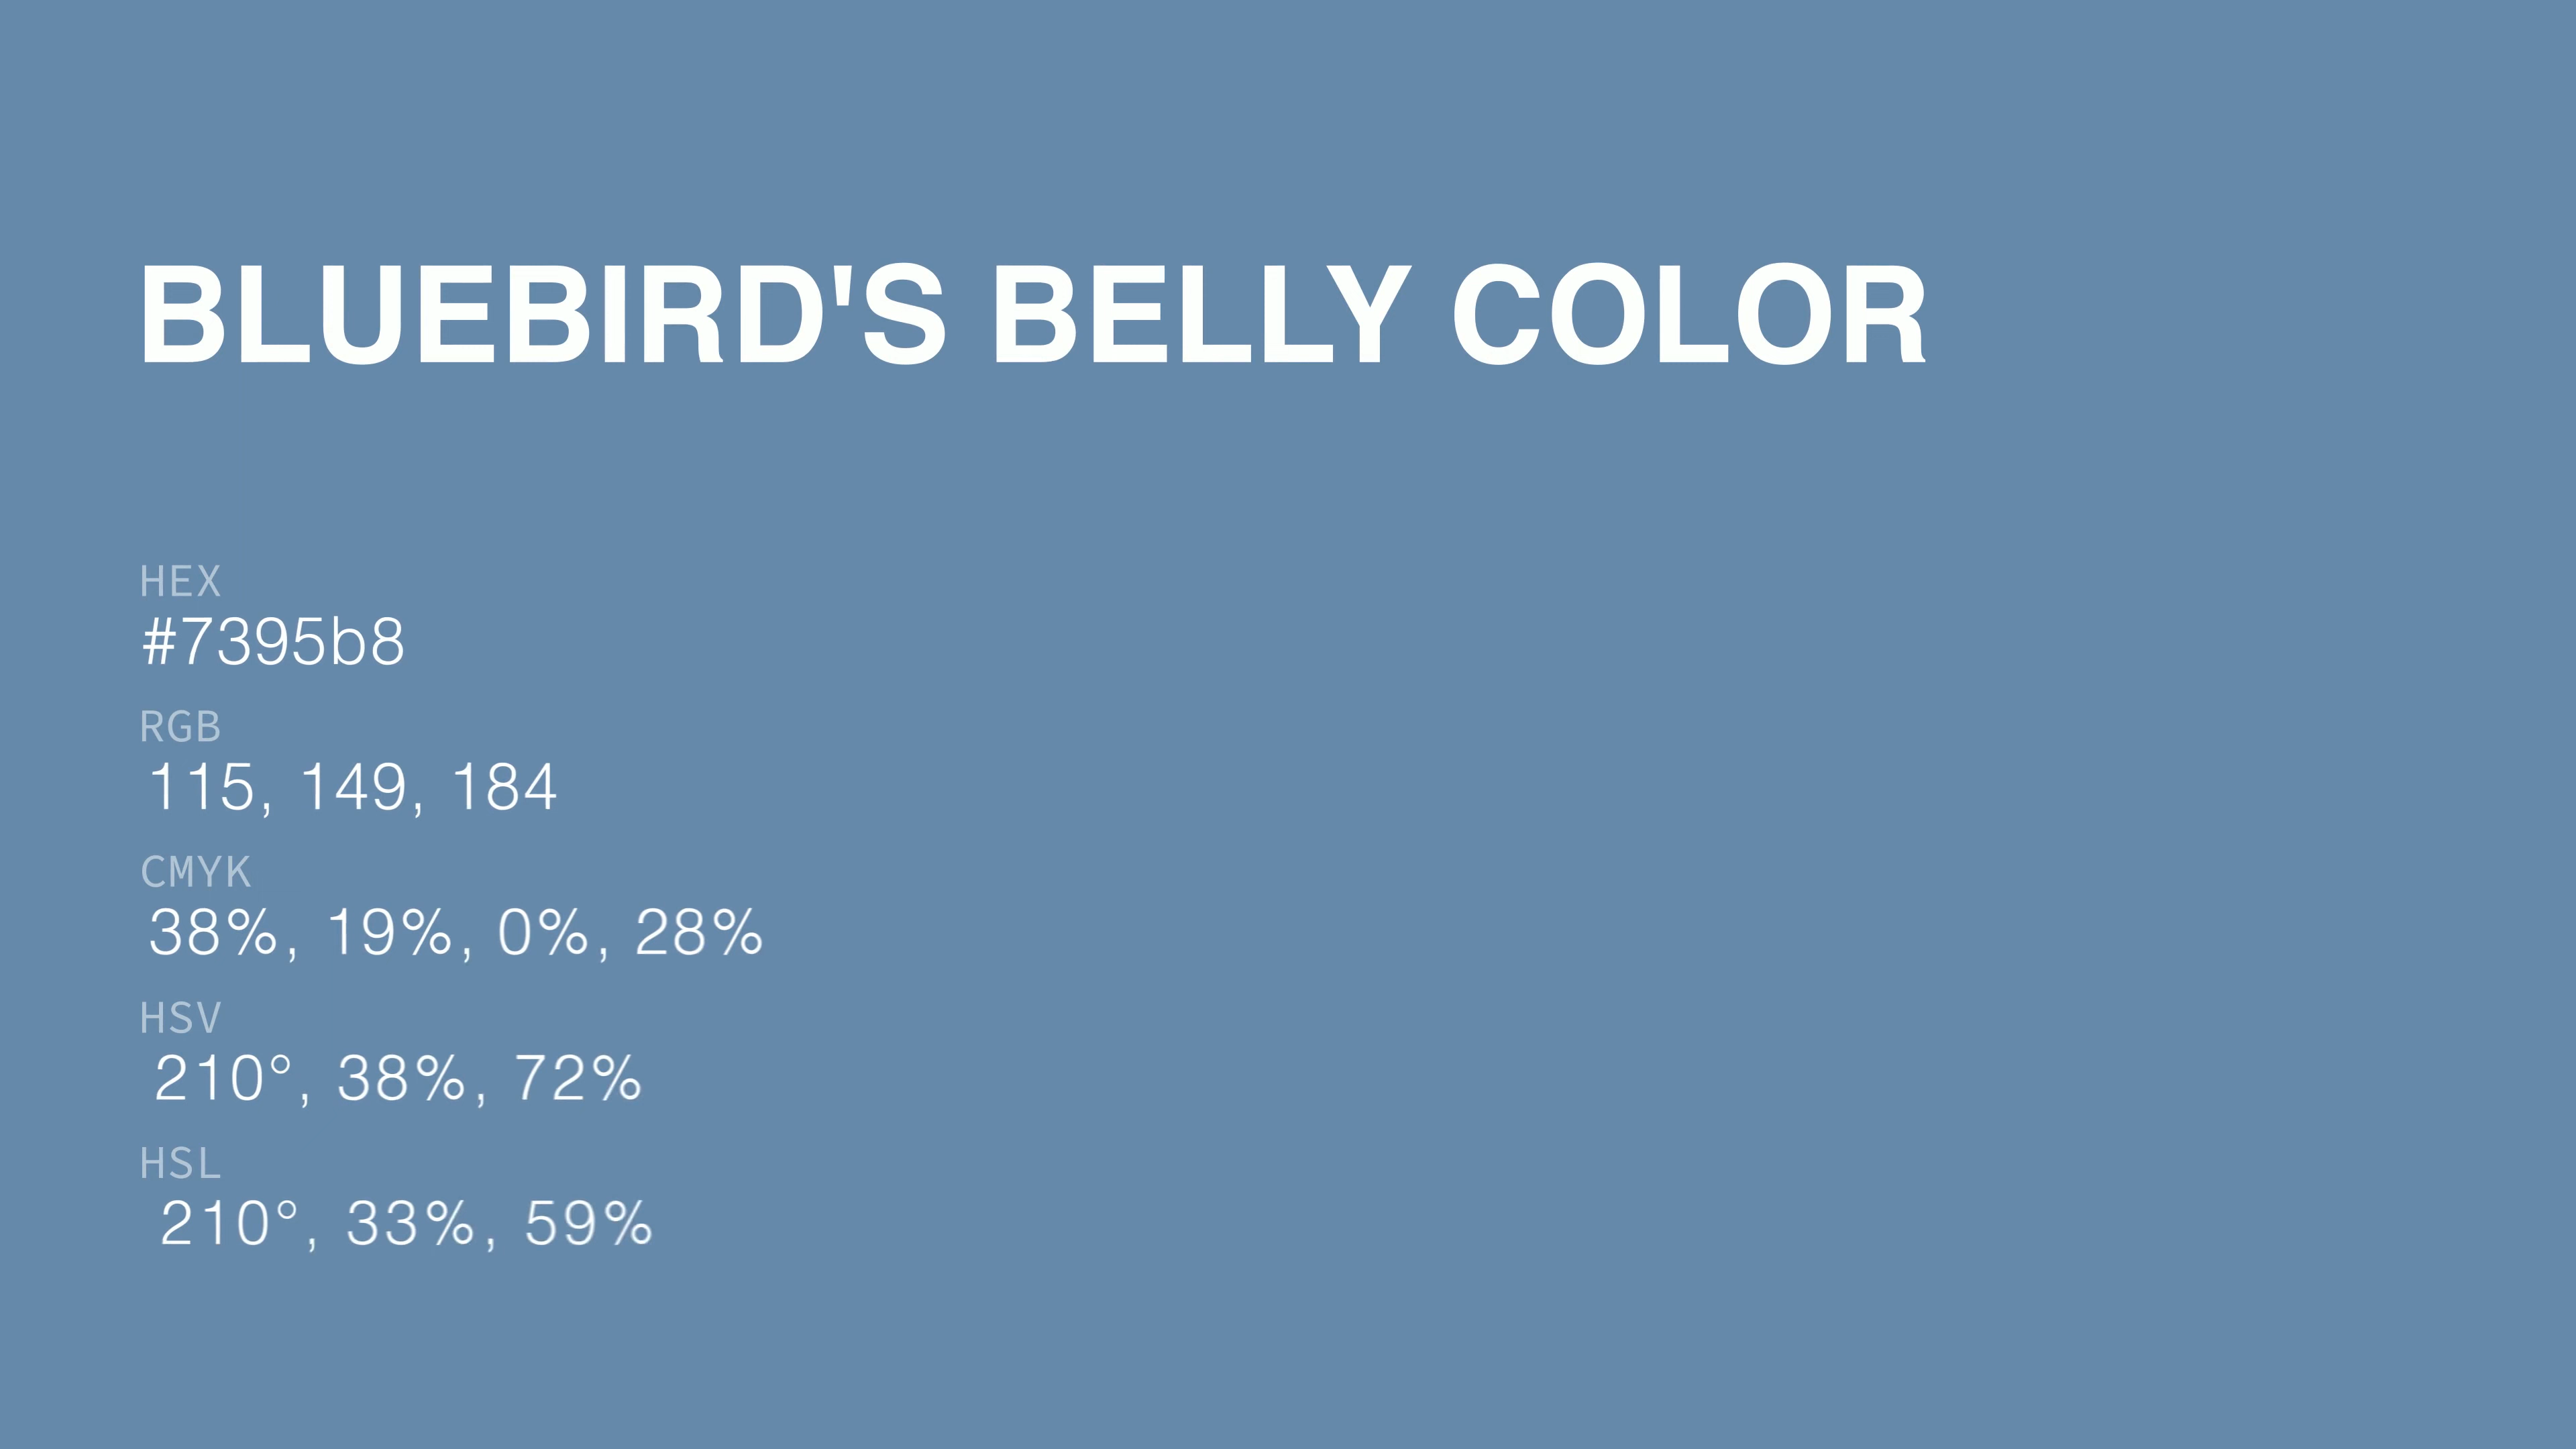 BLUEBIRD'S BELLY COLOR
HEX
#7395b8
RGB
115, 149, 184
CMYK
38%, 19%, 0%, 28%
HSV
210°, 38%, 72%
HSL
210°, 33%, 59%